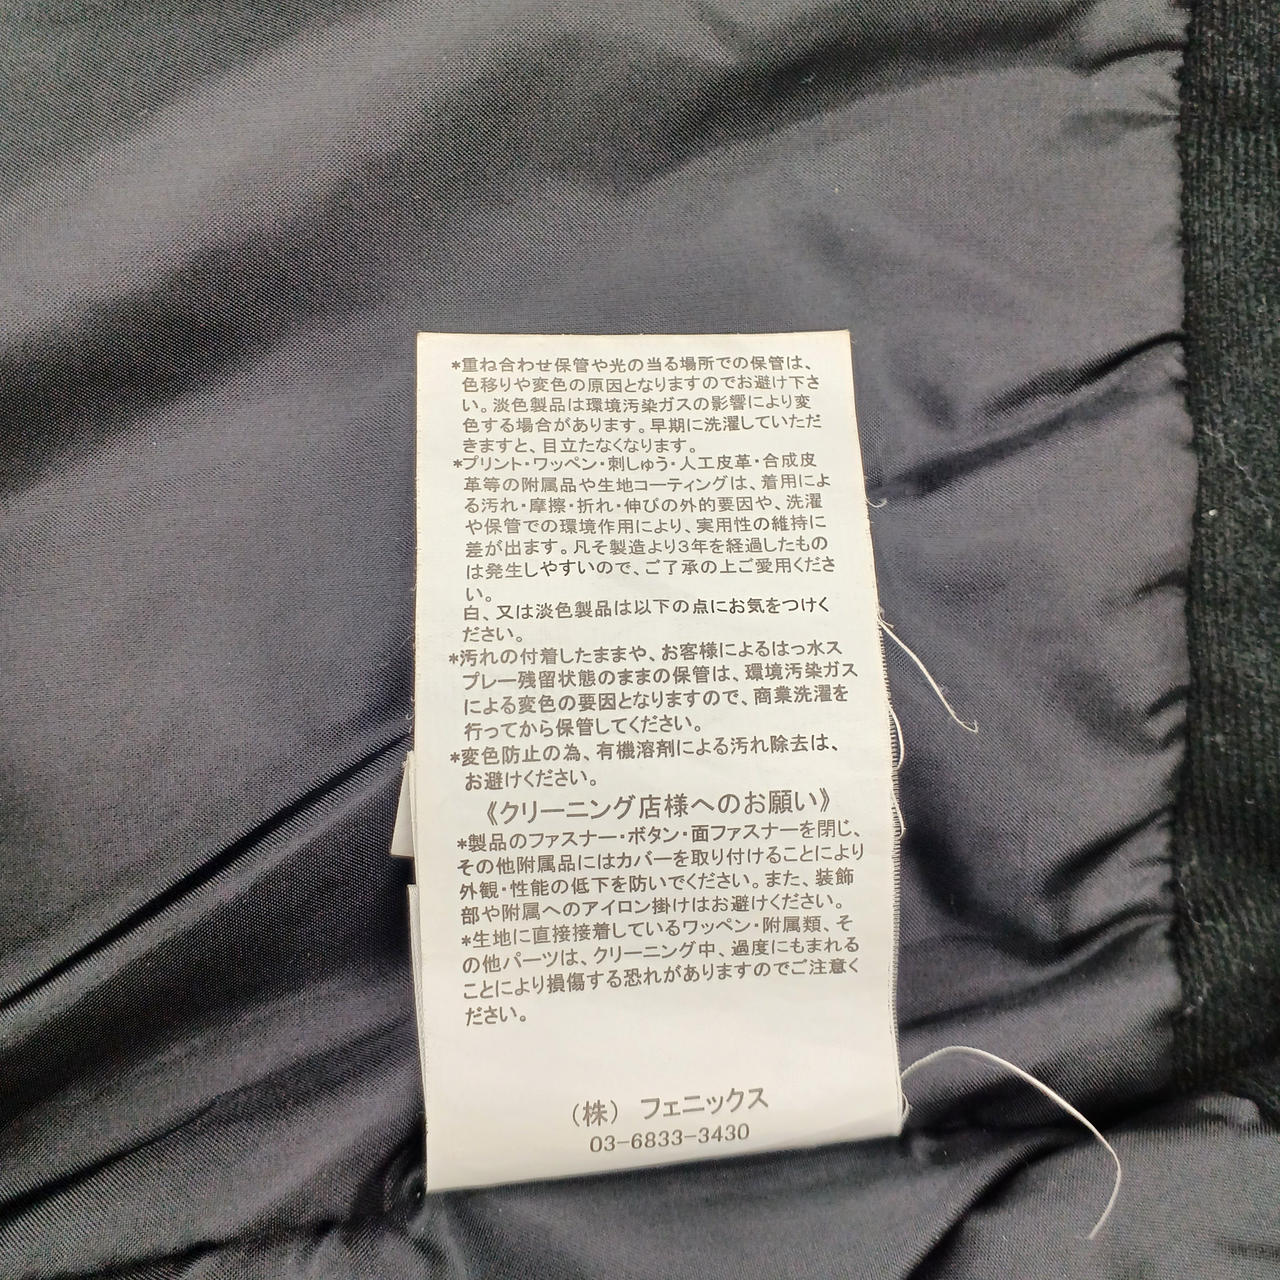 *重ね合わせ保管や光の当る場所での保管は、
色移りや変色の原因となりますのでお避け下さ
い。淡色製品は環境汚染ガスの影響により変
色する場合があります。早期に洗濯していただ
きますと、目立たなくなります。
*プリント・ワッペン・刺しゅう・人工皮革・合成皮
革等の附属品や生地コーティングは、着用によ
る汚れ・摩擦・折れ・伸びの外的要因や、洗濯
や保管での環境作用により、実用性の維持に
差が出ます。凡そ製造より3年を経過したもの
は発生しやすいので、ご了承の上ご愛用くださ
い。
白、又は淡色製品は以下の点にお気をつけく
ださい。
*汚れの付着したままや、お客様によるはっ水ス
プレー残留状態のままの保管は、環境汚染ガス
による変色の要因となりますので、商業洗濯を
行ってから保管してください。
*変色防止の為、有機溶剤による汚れ除去は、
お避けください。
《クリーニング店様へのお願い》
*製品のファスナー・ボタン・面ファスナーを閉じ、
その他附属品にはカバーを取り付けることにより
外観・性能の低下を防いでください。また、装飾
部や附属へのアイロン掛けはお避けください。
*生地に直接接着しているワッペン・附属類、そ
の他パーツは、クリーニング中、過度にもまれる
ことにより損傷する恐れがありますのでご注意く
ださい。
(株) フェニックス
03-6833-3430